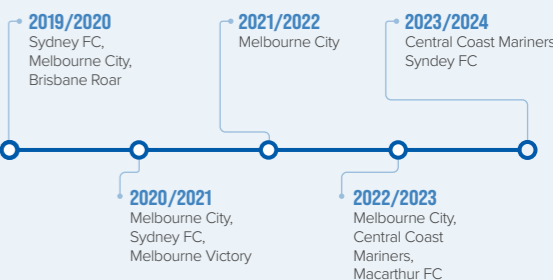 2019/2020
Sydney FC,
Melbourne City,
Brisbane Roar
2020/2021
Melbourne City,
Sydney FC,
Melbourne Victory
2021/2022
Melbourne City
2022/2023
Melbourne City,
Central Coast
Mariners,
Macarthur FC
2023/2024
Central Coast Mariners
Syndey FC